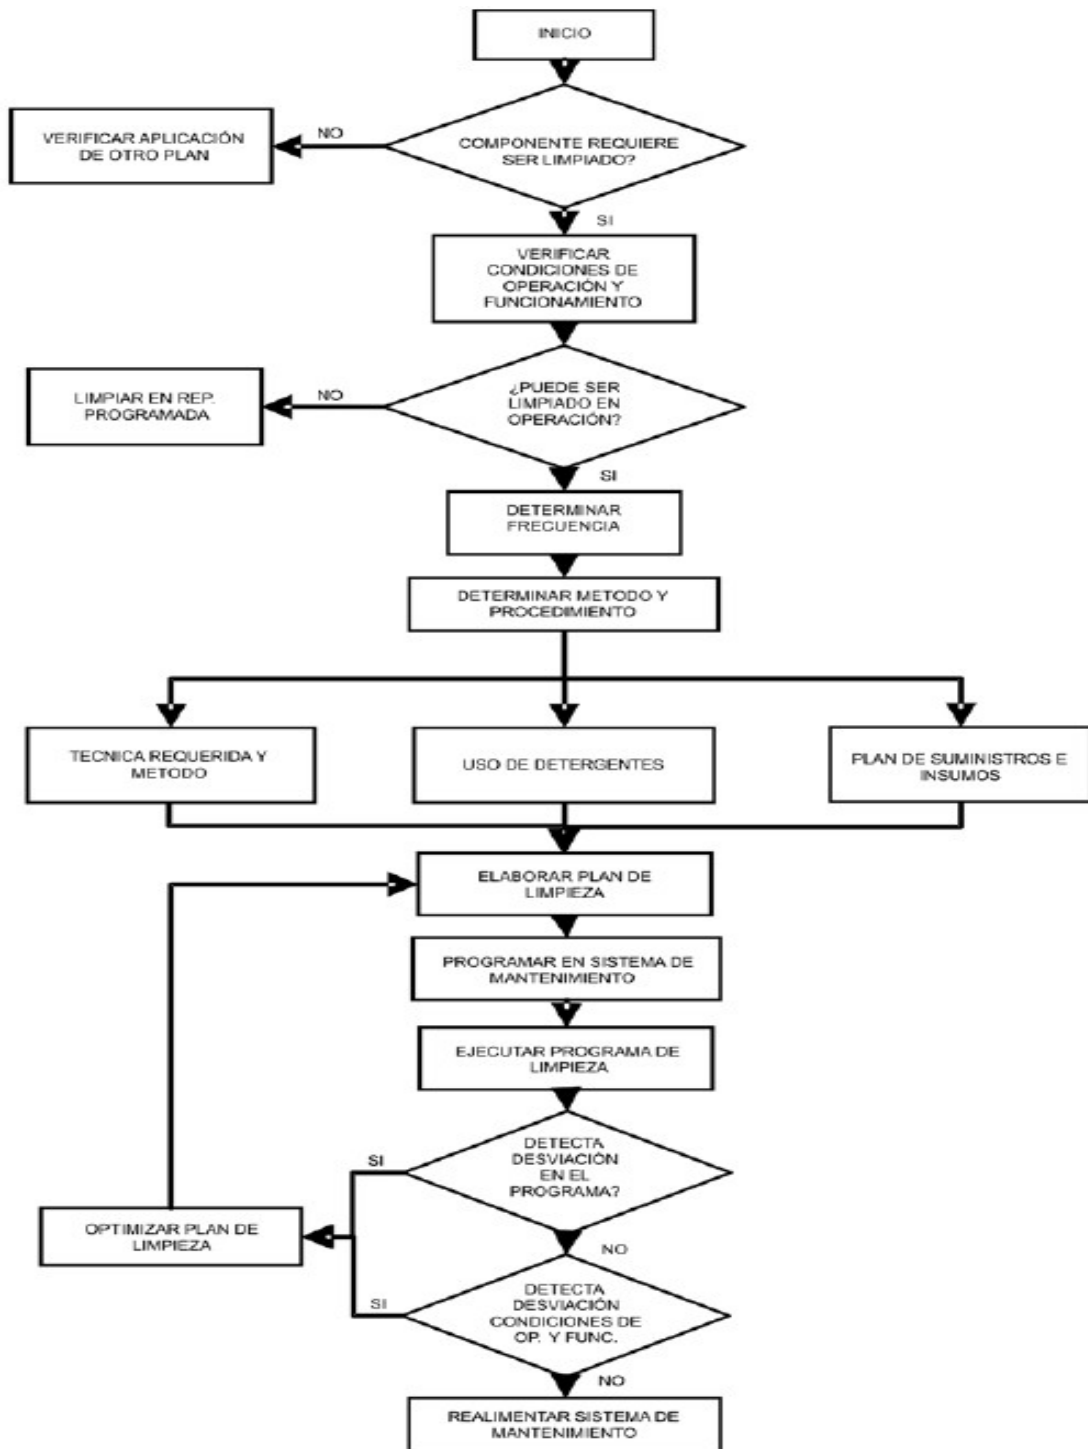 INICIO
COMPONENTE REQUIERE
SER LIMPIADO?
NO
VERIFICAR APLICACIÓN
DE OTRO PLAN
SI
VERIFICAR
CONDICIONES DE
OPERACIÓN Y
FUNCIONAMIENTO
¿PUEDE SER
LIMPIADO EN
OPERACIÓN?
NO
LIMPIAR EN REP.
PROGRAMADA
SI
DETERMINAR
FRECUENCIA
DETERMINAR METODO Y
PROCEDIMIENTO
TECNICA REQUERIDA Y
METODO
USO DE DETERGENTES
PLAN DE SUMINISTROS E
INSUMOS
ELABORAR PLAN DE
LIMPIEZA
PROGRAMAR EN SISTEMA DE
MANTENIMIENTO
EJECUTAR PROGRAMA DE
LIMPIEZA
DETECTA
DESVIACIÓN
EN EL
PROGRAMA?
SI
OPTIMIZAR PLAN DE
LIMPIEZA
NO
DETECTA
DESVIACIÓN
CONDICIONES DE
OP. Y FUNC.
SI
NO
REALIMENTAR SISTEMA DE
MANTENIMIENTO